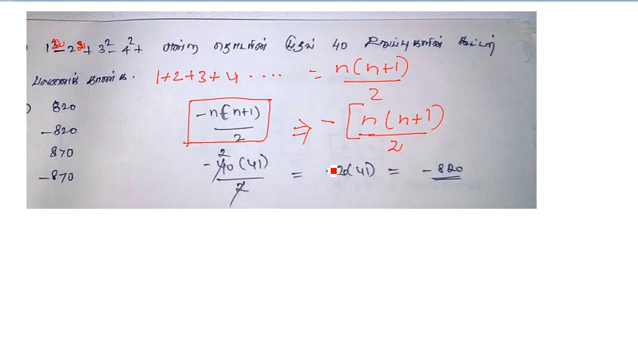 1² - 2² + 3² - 4² + என்ற தொடரின் முதல் 40 உறுப்புகளின் கூட்டற்
பலனைக் காண்க. 1+2+3+4 .... = n(n+1)/2
820
-820
870
-870
-n(n+1)/2 ⇒ -[n(n+1)/2
-40(41)/2 = -20(41) = -820